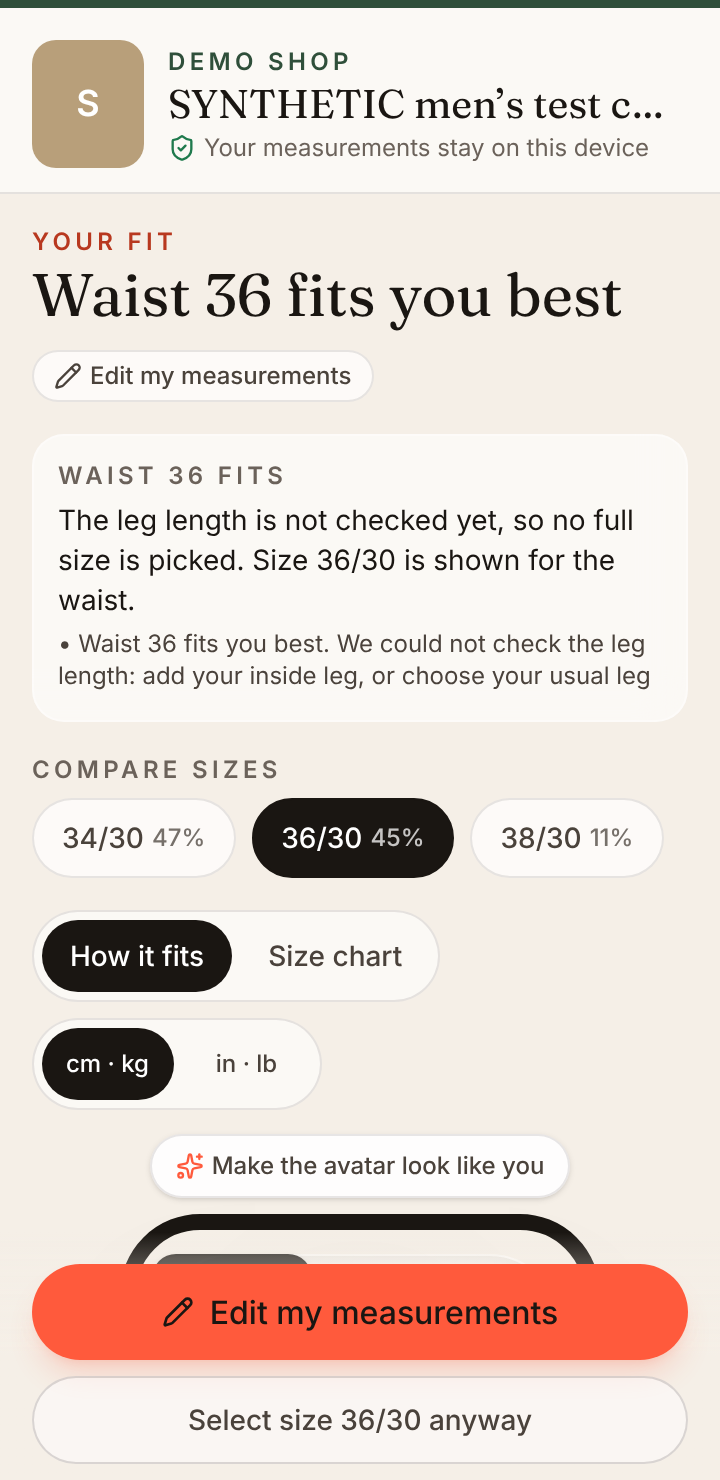 S
DEMO SHOP
SYNTHETIC men’s test c...
Your measurements stay on this device
YOUR FIT
Waist 36 fits you best
Edit my measurements
WAIST 36 FITS
The leg length is not checked yet, so no full
size is picked. Size 36/30 is shown for the
waist.
• Waist 36 fits you best. We could not check the leg
length: add your inside leg, or choose your usual leg
COMPARE SIZES
34/30 47% 36/30 45% 38/30 11%
How it fits Size chart
cm · kg in · lb
Make the avatar look like you
Edit my measurements
Select size 36/30 anyway